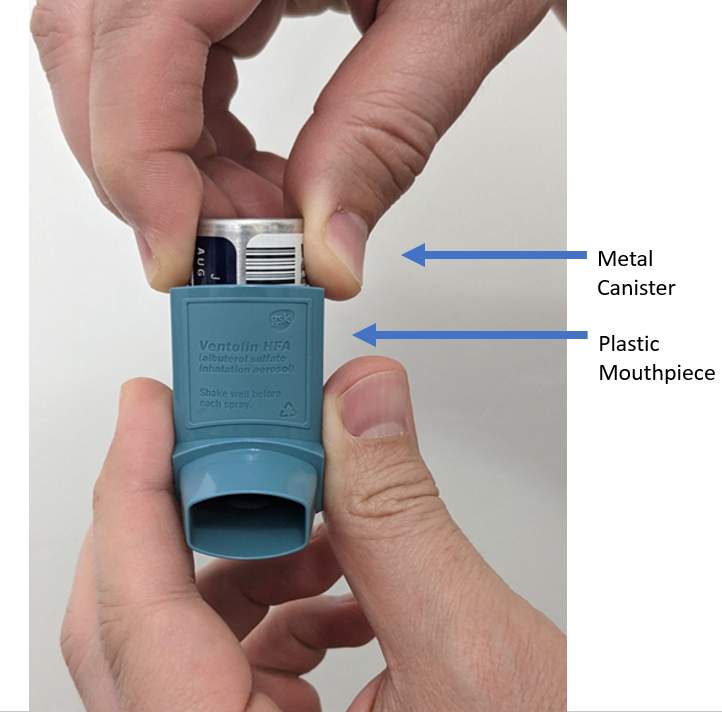 AUG
J
gsk
Ventolin HFA
(albuterol sulfate
inhalation aerosol)
Shake well before
each spray.
Metal
Canister
Plastic
Mouthpiece